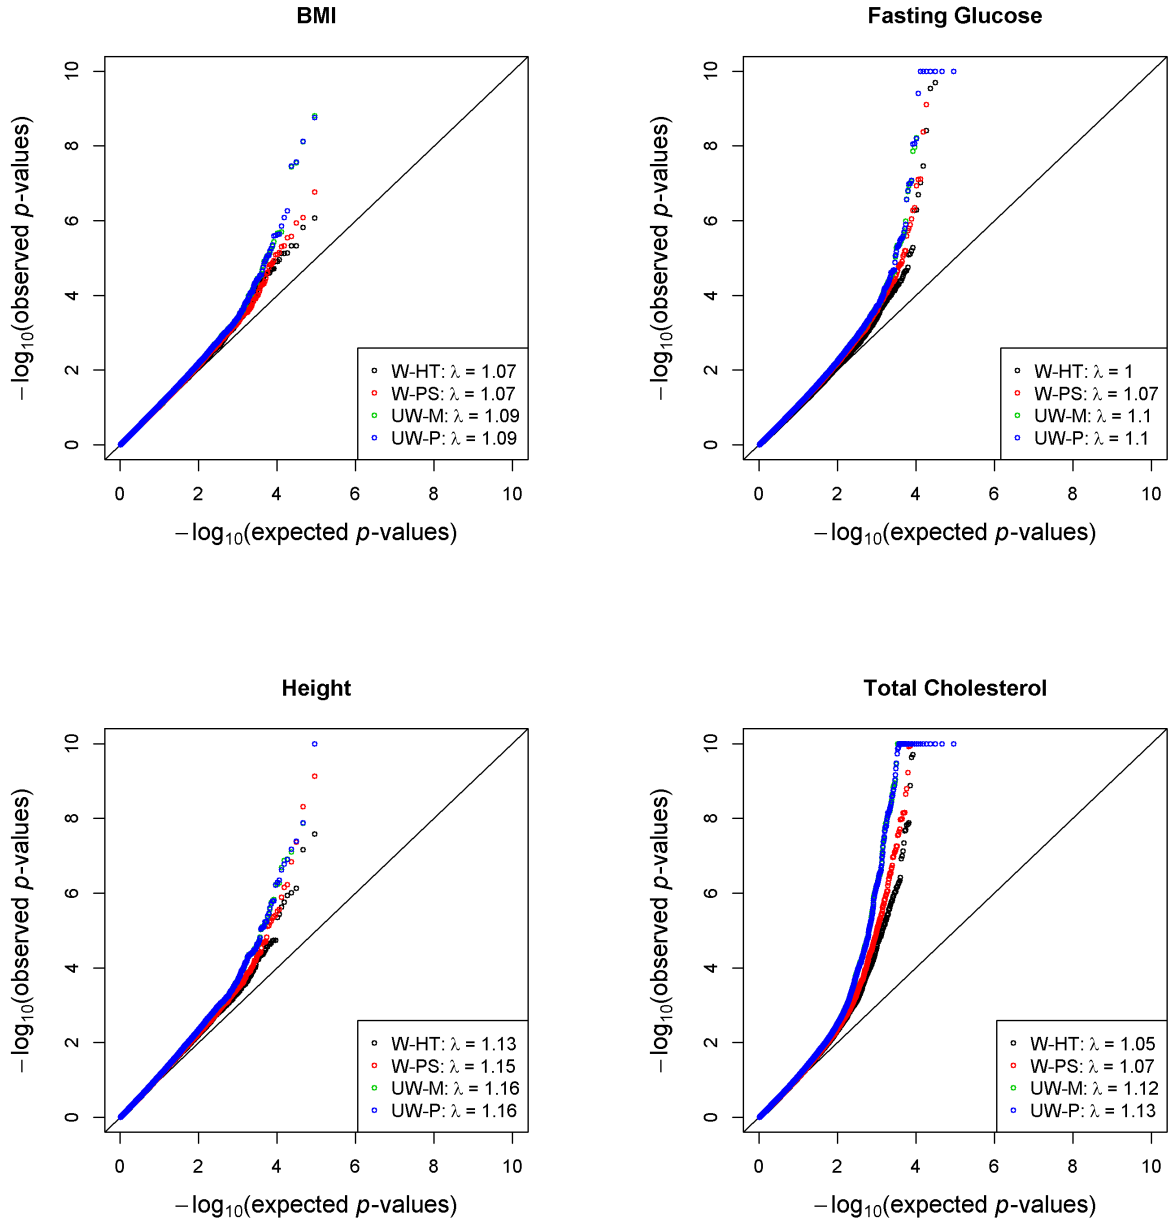 BMI
10
8
6
4
2
0
−log10(observed p-values)
W-HT: λ = 1.07
W-PS: λ = 1.07
UW-M: λ = 1.09
UW-P: λ = 1.09
0 2 4 6 8 10
−log10(expected p-values)
Fasting Glucose
10
8
6
4
2
0
−log10(observed p-values)
W-HT: λ = 1
W-PS: λ = 1.07
UW-M: λ = 1.1
UW-P: λ = 1.1
0 2 4 6 8 10
−log10(expected p-values)
Height
10
8
6
4
2
0
−log10(observed p-values)
W-HT: λ = 1.13
W-PS: λ = 1.15
UW-M: λ = 1.16
UW-P: λ = 1.16
0 2 4 6 8 10
−log10(expected p-values)
Total Cholesterol
10
8
6
4
2
0
−log10(observed p-values)
W-HT: λ = 1.05
W-PS: λ = 1.07
UW-M: λ = 1.12
UW-P: λ = 1.13
0 2 4 6 8 10
−log10(expected p-values)